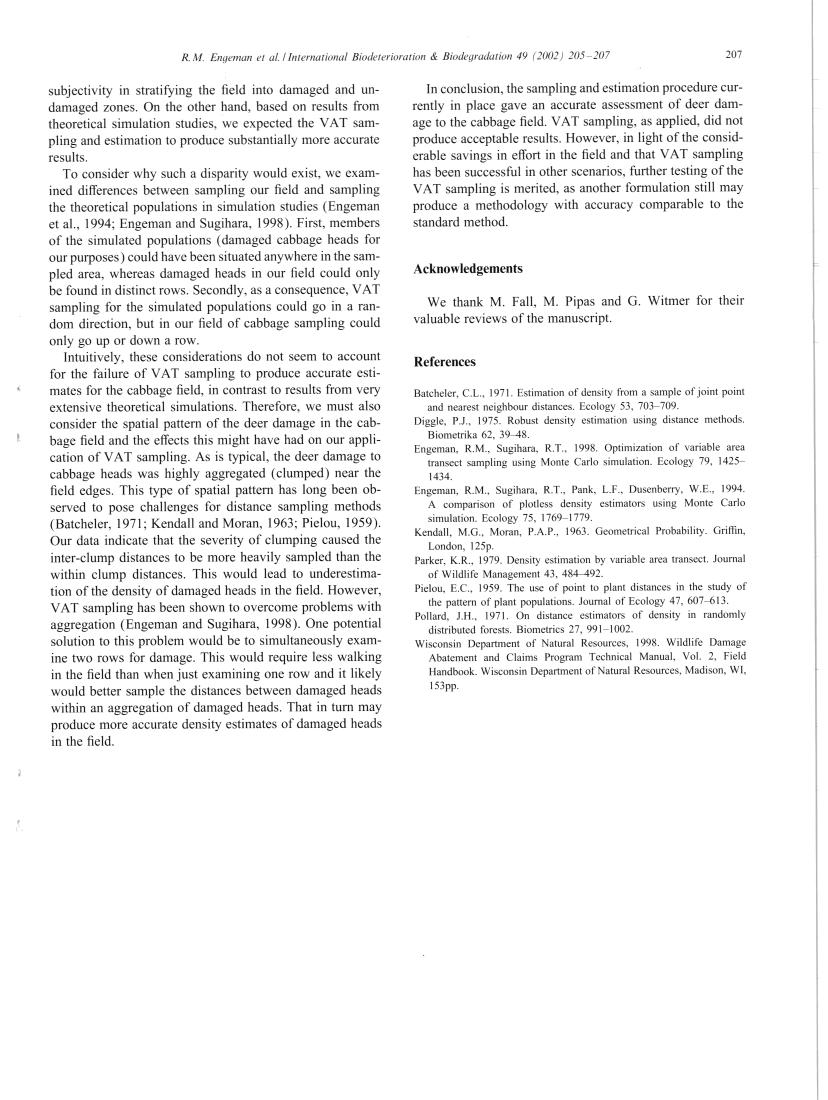 R.M. Engeman et al. / International Biodeterioration & Biodegradation 49 (2002) 205–207
207
subjectivity in stratifying the field into damaged and un-
damaged zones. On the other hand, based on results from
theoretical simulation studies, we expected the VAT sam-
pling and estimation to produce substantially more accurate
results.
To consider why such a disparity would exist, we exam-
ined differences between sampling our field and sampling
the theoretical populations in simulation studies (Engeman
et al., 1994; Engeman and Sugihara, 1998). First, members
of the simulated populations (damaged cabbage heads for
our purposes) could have been situated anywhere in the sam-
pled area, whereas damaged heads in our field could only
be found in distinct rows. Secondly, as a consequence, VAT
sampling for the simulated populations could go in a ran-
dom direction, but in our field of cabbage sampling could
only go up or down a row.
Intuitively, these considerations do not seem to account
for the failure of VAT sampling to produce accurate esti-
mates for the cabbage field, in contrast to results from very
extensive theoretical simulations. Therefore, we must also
consider the spatial pattern of the deer damage in the cab-
bage field and the effects this might have had on our appli-
cation of VAT sampling. As is typical, the deer damage to
cabbage heads was highly aggregated (clumped) near the
field edges. This type of spatial pattern has long been ob-
served to pose challenges for distance sampling methods
(Batcheler, 1971; Kendall and Moran, 1963; Pielou, 1959).
Our data indicate that the severity of clumping caused the
inter-clump distances to be more heavily sampled than the
within clump distances. This would lead to underestima-
tion of the density of damaged heads in the field. However,
VAT sampling has been shown to overcome problems with
aggregation (Engeman and Sugihara, 1998). One potential
solution to this problem would be to simultaneously exam-
ine two rows for damage. This would require less walking
in the field than when just examining one row and it likely
would better sample the distances between damaged heads
within an aggregation of damaged heads. That in turn may
produce more accurate density estimates of damaged heads
in the field.
In conclusion, the sampling and estimation procedure cur-
rently in place gave an accurate assessment of deer dam-
age to the cabbage field. VAT sampling, as applied, did not
produce acceptable results. However, in light of the consid-
erable savings in effort in the field and that VAT sampling
has been successful in other scenarios, further testing of the
VAT sampling is merited, as another formulation still may
produce a methodology with accuracy comparable to the
standard method.
Acknowledgements
We thank M. Fall, M. Pipas and G. Witmer for their
valuable reviews of the manuscript.
References
Batcheler, C.L., 1971. Estimation of density from a sample of joint point
and nearest neighbour distances. Ecology 53, 703–709.
Diggle, P.J., 1975. Robust density estimation using distance methods.
Biometrika 62, 39–48.
Engeman, R.M., Sugihara, R.T., 1998. Optimization of variable area
transect sampling using Monte Carlo simulation. Ecology 79, 1425–
1434.
Engeman, R.M., Sugihara, R.T., Pank, L.F., Dusenberry, W.E., 1994.
A comparison of plotless density estimators using Monte Carlo
simulation. Ecology 75, 1769–1779.
Kendall, M.G., Moran, P.A.P., 1963. Geometrical Probability. Griffin,
London, 125p.
Parker, K.R., 1979. Density estimation by variable area transect. Journal
of Wildlife Management 43, 484–492.
Pielou, E.C., 1959. The use of point to plant distances in the study of
the pattern of plant populations. Journal of Ecology 47, 607–613.
Pollard, J.H., 1971. On distance estimators of density in randomly
distributed forests. Biometrics 27, 991–1002.
Wisconsin Department of Natural Resources, 1998. Wildlife Damage
Abatement and Claims Program Technical Manual, Vol. 2, Field
Handbook. Wisconsin Department of Natural Resources, Madison, WI,
153pp.